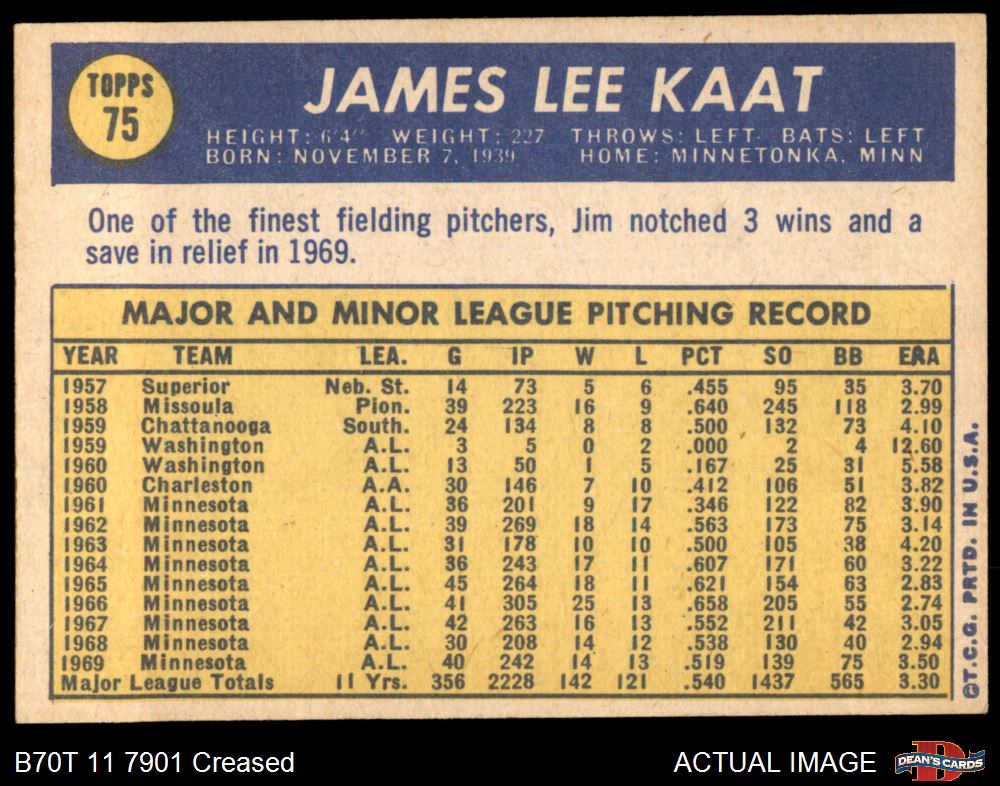 TOPPS
75
JAMES LEE KAAT
HEIGHT: 6'4" WEIGHT: 227 THROWS: LEFT BATS: LEFT
BORN: NOVEMBER 7, 1939 HOME: MINNETONKA, MINN
One of the finest fielding pitchers, Jim notched 3 wins and a
save in relief in 1969.
MAJOR AND MINOR LEAGUE PITCHING RECORD
YEAR TEAM LEA. G IP W L PCT SO BB ERA
1957 Superior Neb. St. 14 73 5 6 .455 95 35 3.70
1958 Missoula Pion. 39 223 16 9 .640 245 118 2.99
1959 Chattanooga South. 24 134 8 8 .500 132 73 4.10
1959 Washington A.L. 3 5 0 2 .000 2 4 12.60
1960 Washington A.L. 13 50 1 5 .167 25 31 5.58
1960 Charleston A.A. 30 146 7 10 .412 106 51 3.82
1961 Minnesota A.L. 36 201 9 17 .346 122 82 3.90
1962 Minnesota A.L. 39 269 18 14 .563 173 75 3.14
1963 Minnesota A.L. 31 178 10 10 .500 105 38 4.20
1964 Minnesota A.L. 36 243 17 11 .607 171 60 3.22
1965 Minnesota A.L. 45 264 18 11 .621 154 63 2.83
1966 Minnesota A.L. 41 305 25 13 .658 205 55 2.74
1967 Minnesota A.L. 42 263 16 13 .552 211 42 3.05
1968 Minnesota A.L. 30 208 14 12 .538 130 40 2.94
1969 Minnesota A.L. 40 242 14 13 .519 139 75 3.50
Major League Totals 11 Yrs. 356 2228 142 121 .540 1437 565 3.30
©T.C.G. PRTD. IN U.S.A.
B70T 11 7901 Creased
ACTUAL IMAGE
D
DEAN'S CARDS